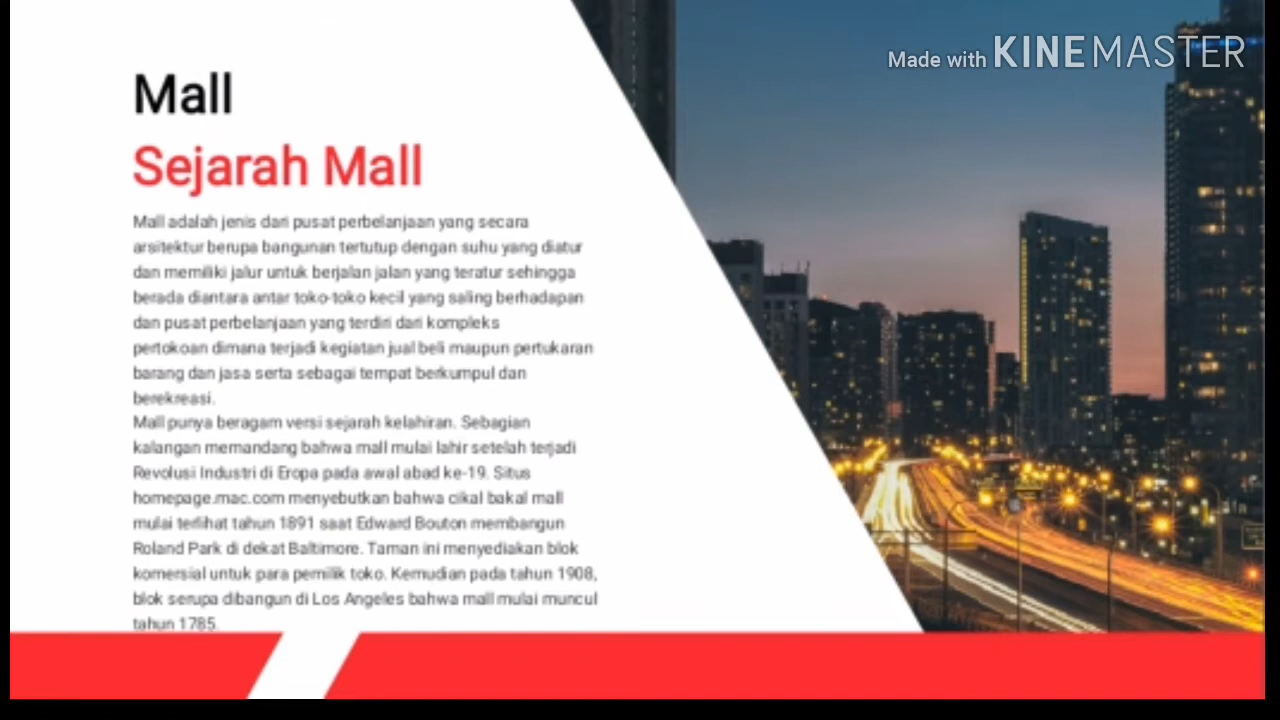 Made with KINEMASTER
Mall
Sejarah Mall
Mall adalah jenis dari pusat perbelanjaan yang secara
arsitektur berupa bangunan tertutup dengan suhu yang diatur
dan memiliki jalur untuk berjalan jalan yang teratur sehingga
berada diantara antar toko-toko kecil yang saling berhadapan
dan pusat perbelanjaan yang terdiri dari kompleks
pertokoan dimana terjadi kegiatan jual beli maupun pertukaran
barang dan jasa serta sebagai tempat berkumpul dan
berekreasi.
Mall punya beragam versi sejarah kelahiran. Sebagian
kalangan memandang bahwa mall mulai lahir setelah terjadi
Revolusi Industri di Eropa pada awal abad ke-19. Situs
homepage.mac.com menyebutkan bahwa cikal bakal mall
mulai terlihat tahun 1891 saat Edward Bouton membangun
Roland Park di dekat Baltimore. Taman ini menyediakan blok
komersial untuk para pemilik toko. Kemudian pada tahun 1908,
blok serupa dibangun di Los Angeles bahwa mall mulai muncul
tahun 1785.